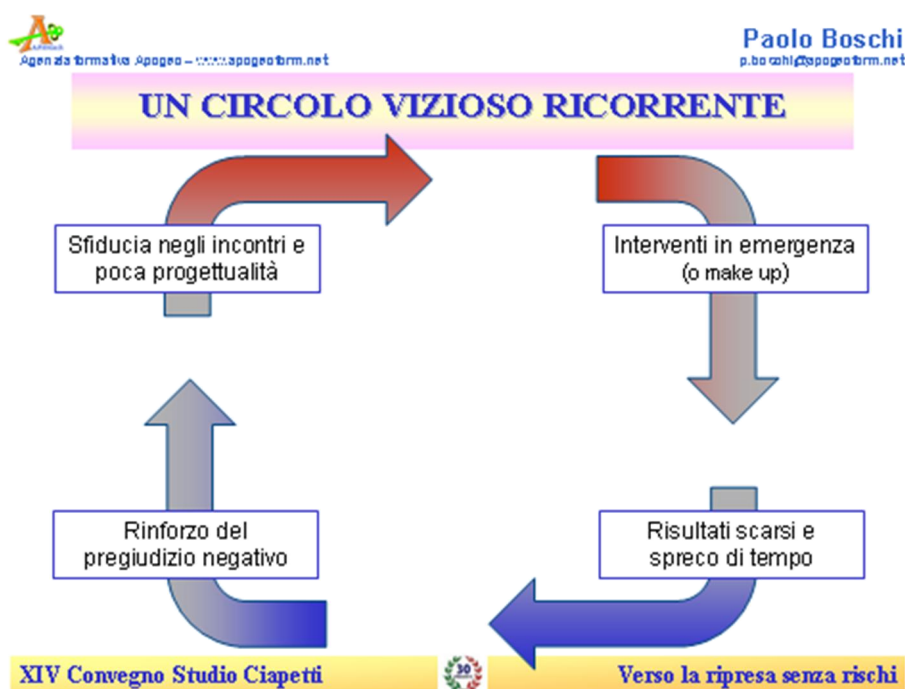 Agenzia formativa Apogeo – www.apogeoform.net
Paolo Boschi
p.boschi@apogeoform.net
UN CIRCOLO VIZIOSO RICORRENTE
Sfiducia negli incontri e
poca progettualità
Interventi in emergenza
(o make up)
Rinforzo del
pregiudizio negativo
Risultati scarsi e
spreco di tempo
XIV Convegno Studio Ciapetti
30
Verso la ripresa senza rischi